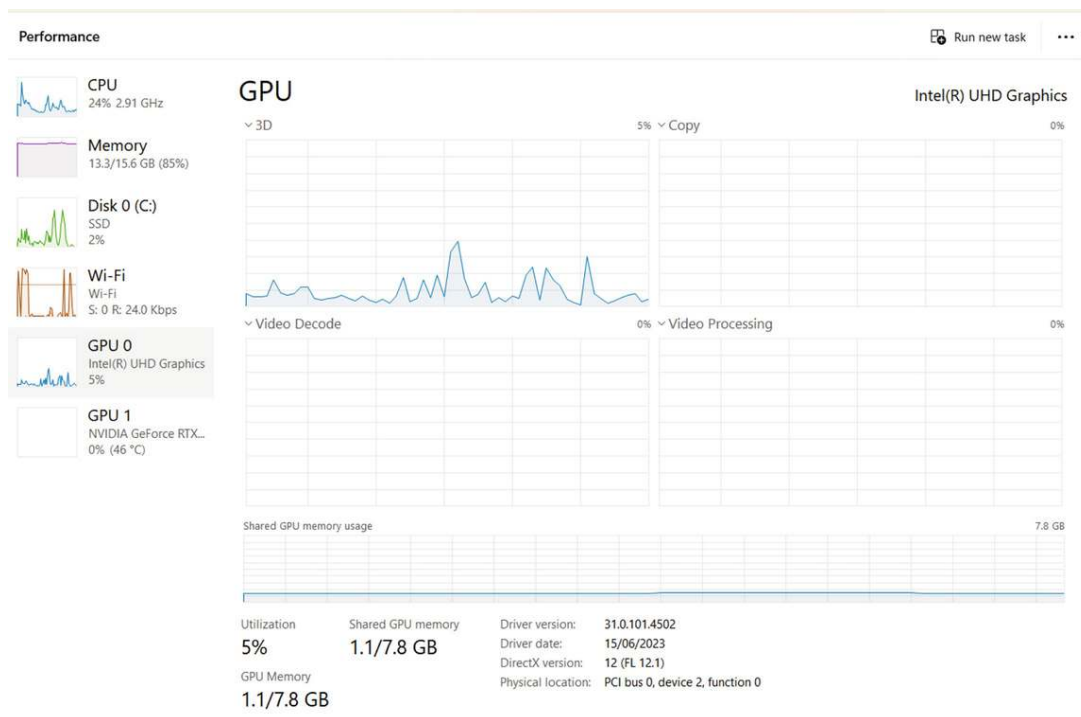 Performance
Run new task
CPU
24% 2.91 GHz
Memory
13.3/15.6 GB (85%)
Disk 0 (C:)
SSD
2%
Wi-Fi
Wi-Fi
S: 0 R: 24.0 Kbps
GPU 0
Intel(R) UHD Graphics
5%
GPU 1
NVIDIA GeForce RTX...
0% (46 °C)
GPU
Intel(R) UHD Graphics
3D 5%
Copy 0%
Video Decode 0%
Video Processing 0%
Shared GPU memory usage 7.8 GB
Utilization
5%
Shared GPU memory
1.1/7.8 GB
GPU Memory
1.1/7.8 GB
Driver version: 31.0.101.4502
Driver date: 15/06/2023
DirectX version: 12 (FL 12.1)
Physical location: PCI bus 0, device 2, function 0